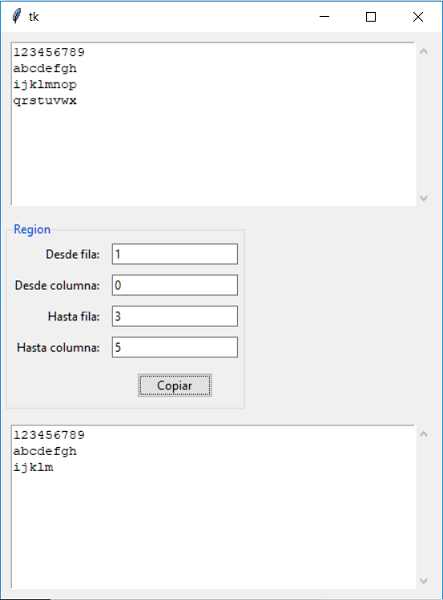 tk
123456789
abcdefgh
ijklmnop
qrstuvwx
Region
Desde fila: 1
Desde columna: 0
Hasta fila: 3
Hasta columna: 5
Copiar
123456789
abcdefgh
ijklm